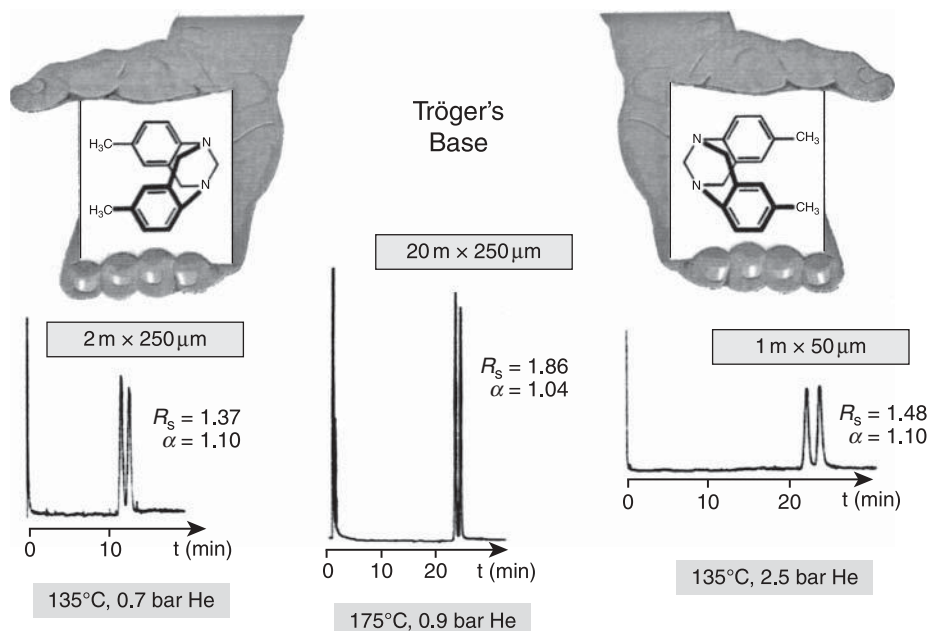 Tröger's
Base
H₃C
N
N
H₃C
N
CH₃
N
CH₃
20 m × 250 μm
2 m × 250 μm
1 m × 50 μm
Rₛ = 1.37
α = 1.10
Rₛ = 1.86
α = 1.04
Rₛ = 1.48
α = 1.10
0 10 t (min)
0 10 20 t (min)
0 10 20 t (min)
135°C, 0.7 bar He
175°C, 0.9 bar He
135°C, 2.5 bar He